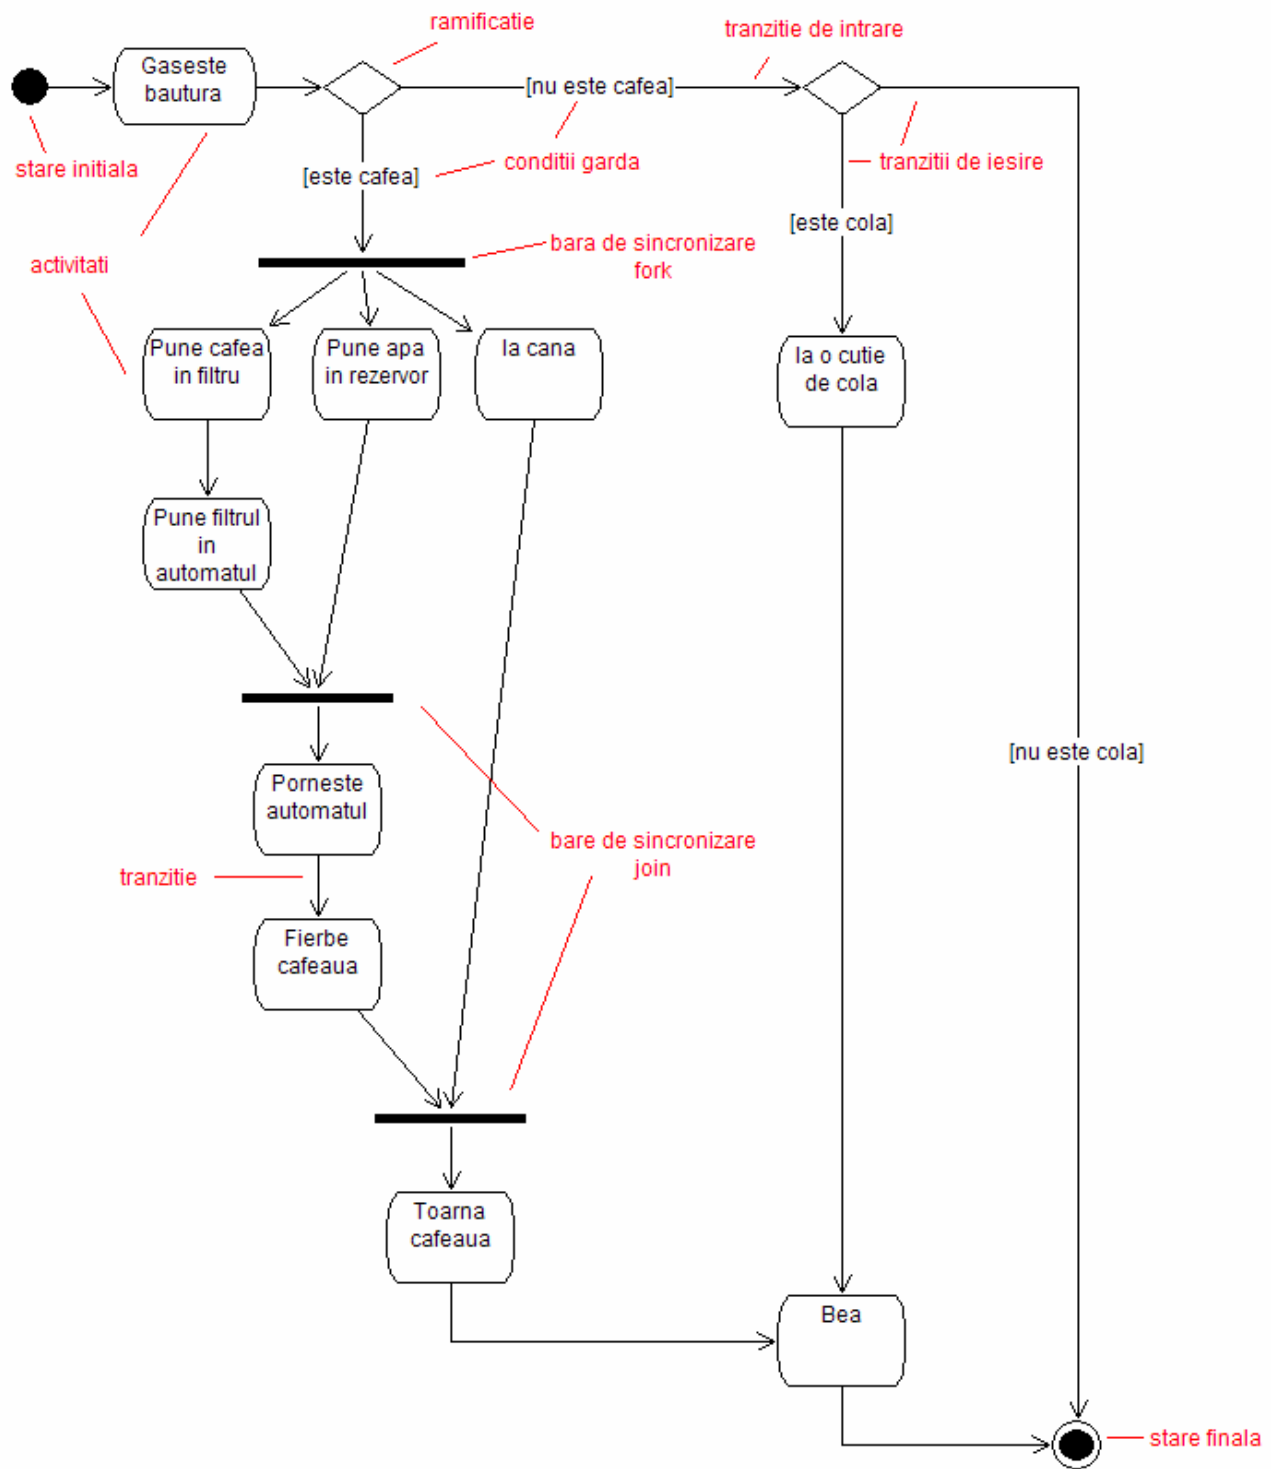 ramificatie
tranzitie de intrare
Gaseste
bautura
[nu este cafea]
stare initiala
conditii garda
tranzitii de iesire
[este cafea]
[este cola]
bara de sincronizare
fork
activitati
Pune cafea
in filtru
Pune apa
in rezervor
Ia cana
Ia o cutie
de cola
Pune filtrul
in
automatul
[nu este cola]
Porneste
automatul
bare de sincronizare
join
tranzitie
Fierbe
cafeaua
Toarna
cafeaua
Bea
stare finala